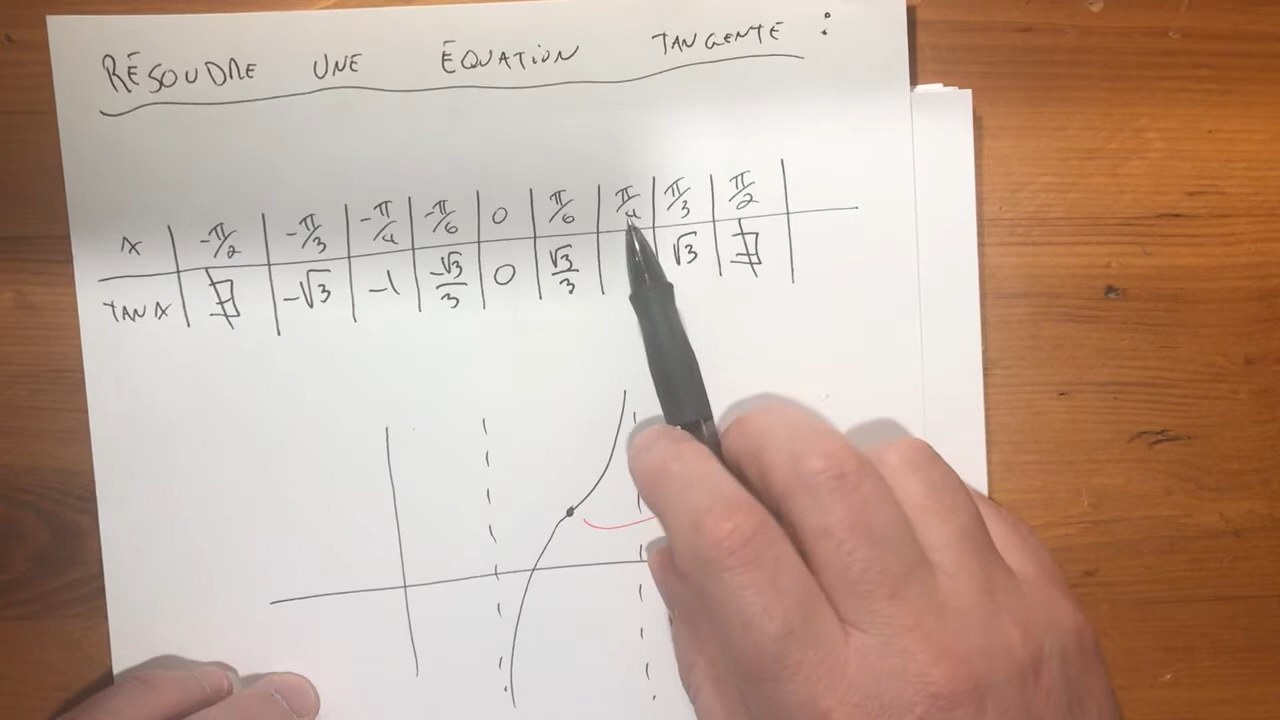 RÉSOUDRE UNE ÉQUATION TANGENTE :
x | -π/2 | -π/3 | -π/4 | -π/6 | 0 | π/6 | π/4 | π/3 | π/2
TAN x | ∄ | -√3 | -1 | -√3/3 | 0 | √3/3 | | √3 | ∄